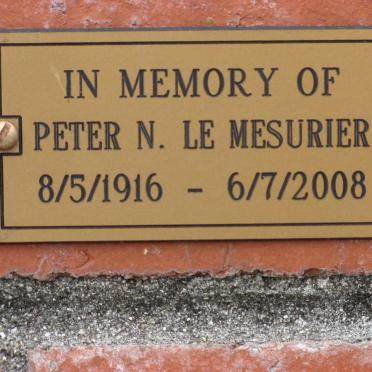 IN MEMORY OF
PETER N. LE MESURIER
8/5/1916 - 6/7/2008